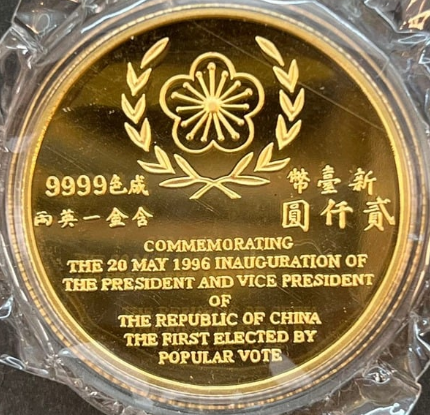 新臺幣
貳仟圓
成色9999
含金一英兩
COMMEMORATING
THE 20 MAY 1996 INAUGURATION OF
THE PRESIDENT AND VICE PRESIDENT
OF
THE REPUBLIC OF CHINA
THE FIRST ELECTED BY
POPULAR VOTE